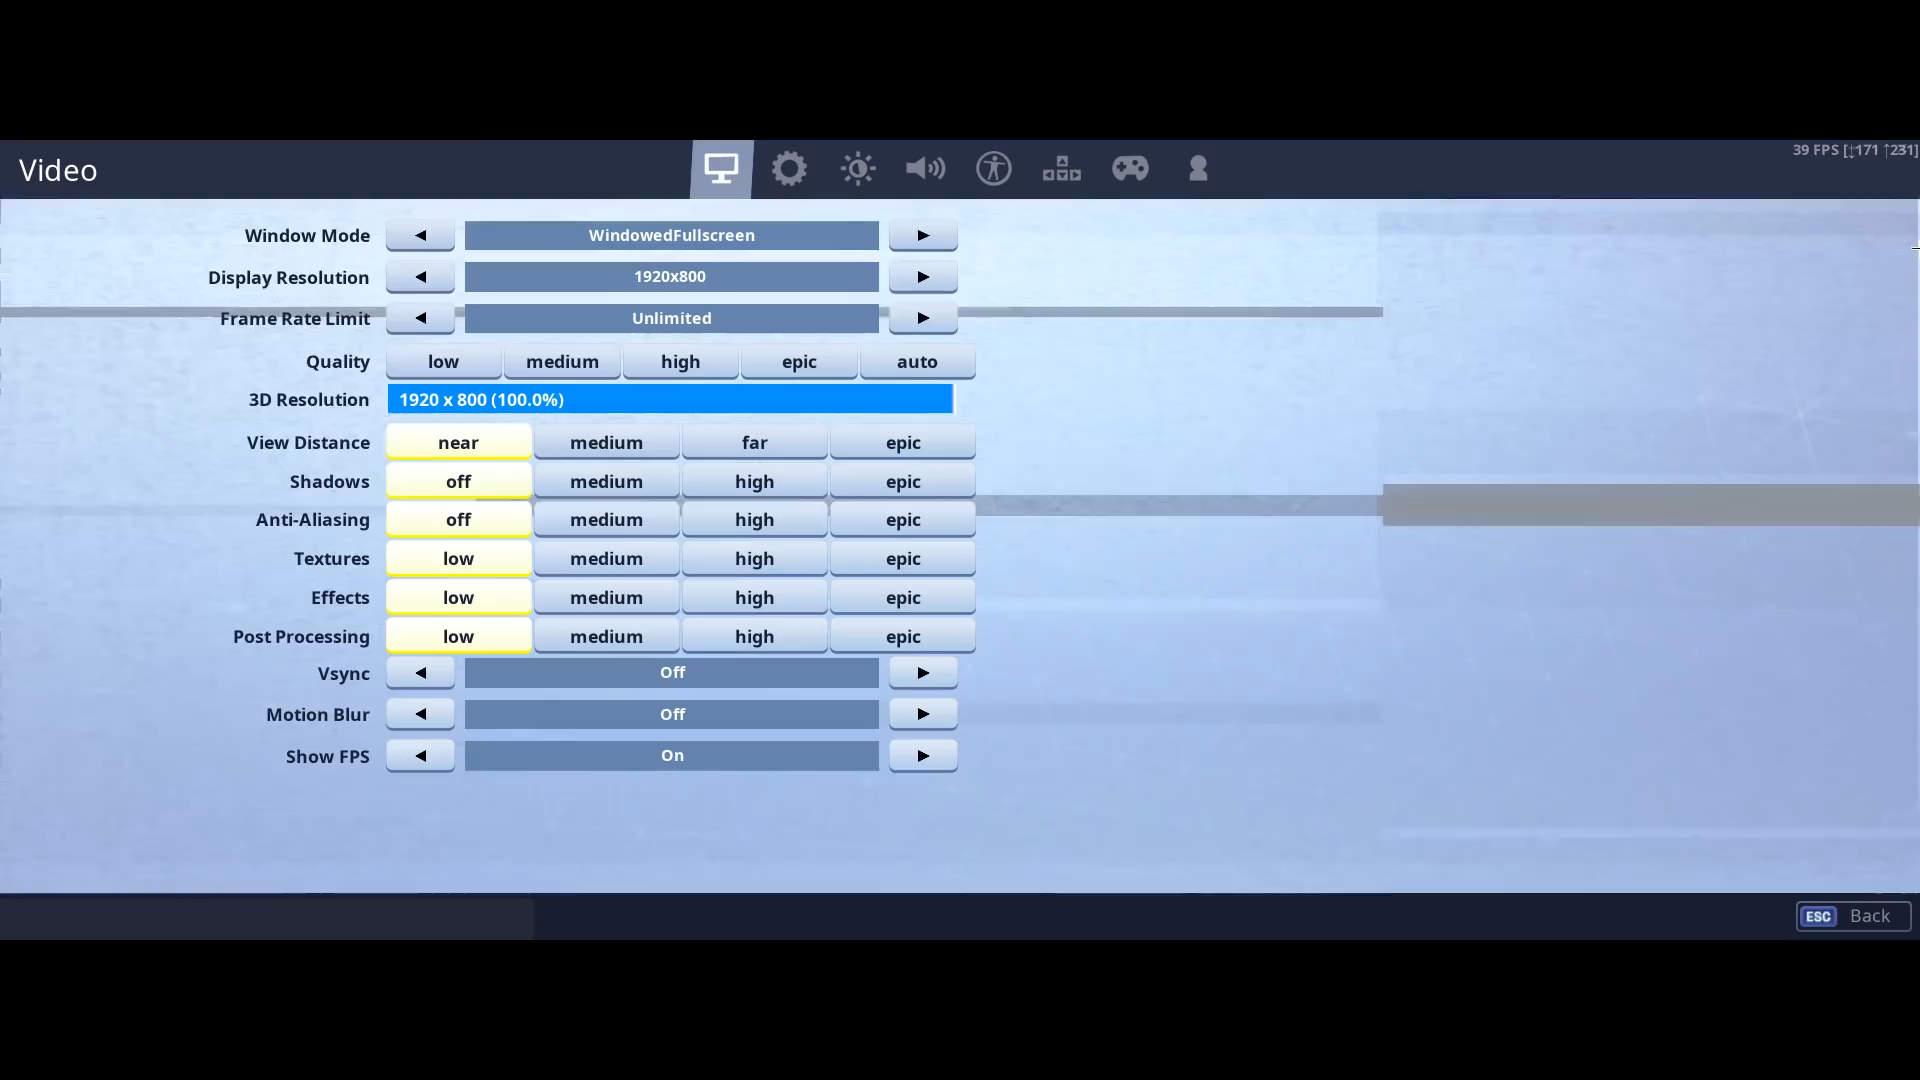 Video
39 FPS [↕171 ↑231]
Window Mode ◄ WindowedFullscreen ►
Display Resolution ◄ 1920x800 ►
Frame Rate Limit ◄ Unlimited ►
Quality low medium high epic auto
3D Resolution 1920 x 800 (100.0%)
View Distance near medium far epic
Shadows off medium high epic
Anti-Aliasing off medium high epic
Textures low medium high epic
Effects low medium high epic
Post Processing low medium high epic
Vsync ◄ Off ►
Motion Blur ◄ Off ►
Show FPS ◄ On ►
ESC Back